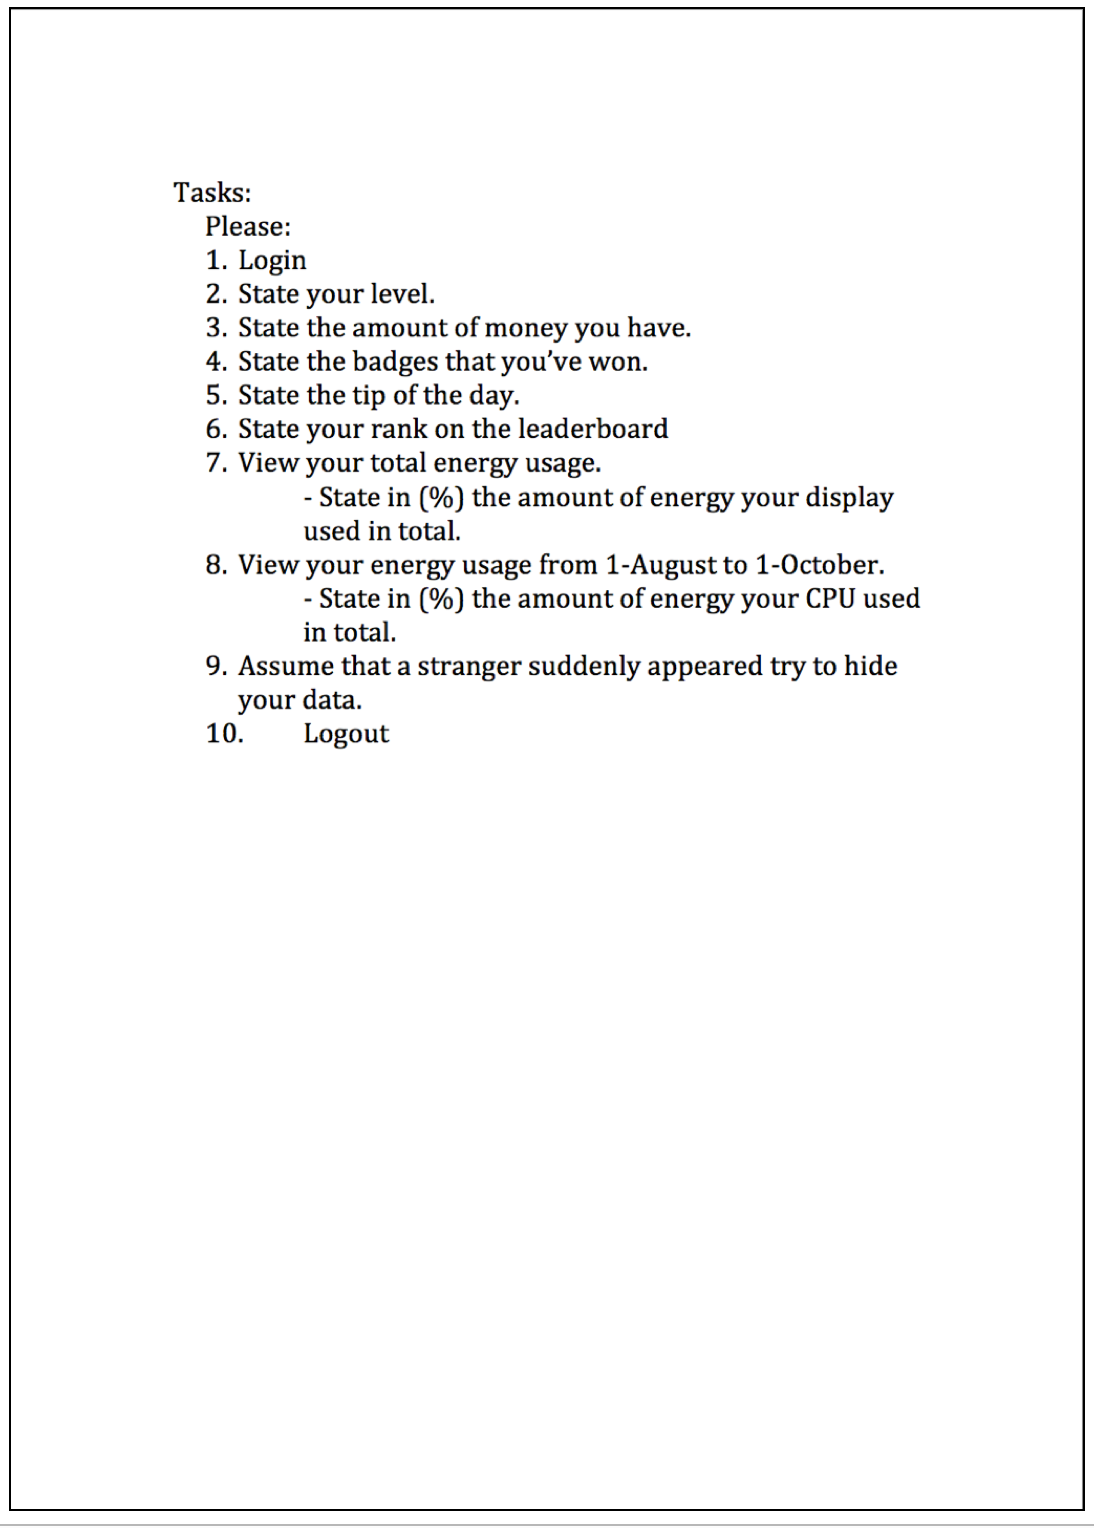 Tasks:
Please:
1. Login
2. State your level.
3. State the amount of money you have.
4. State the badges that you’ve won.
5. State the tip of the day.
6. State your rank on the leaderboard
7. View your total energy usage.
- State in (%) the amount of energy your display
used in total.
8. View your energy usage from 1-August to 1-October.
- State in (%) the amount of energy your CPU used
in total.
9. Assume that a stranger suddenly appeared try to hide
your data.
10. Logout